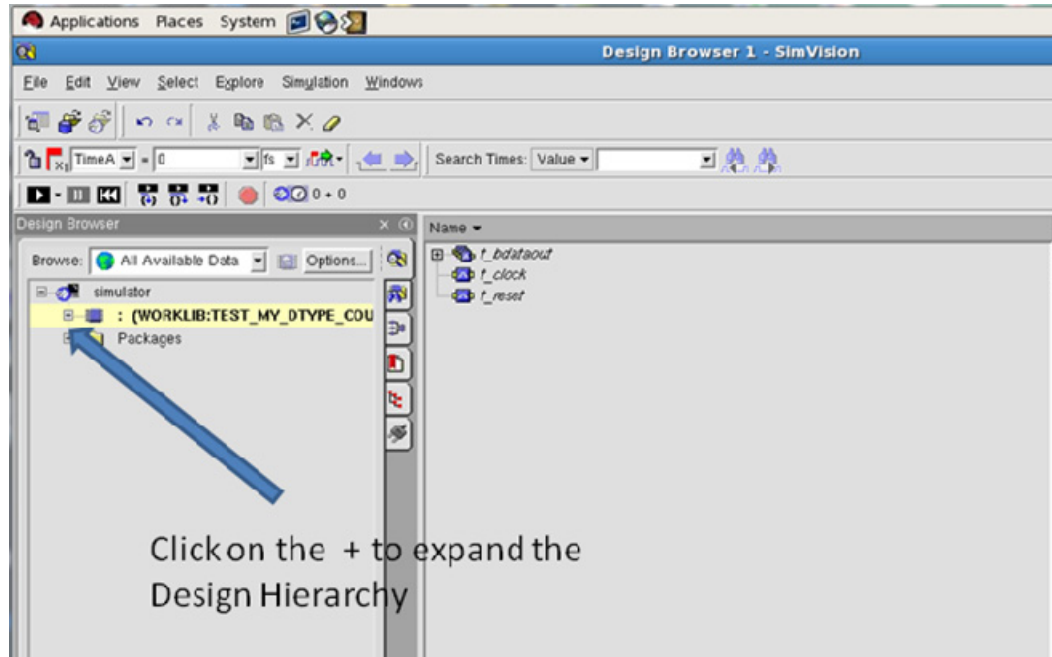 Applications Places System
Design Browser 1 - SimVision
File Edit View Select Explore Simulation Windows
TimeA = 0 fs Search Times: Value
0 + 0
Design Browser
Name
Browse: All Available Data Options...
t_bdataout
simulator
t_clock
: (WORKLIB:TEST_MY_DTYPE_COU
t_reset
Packages
Click on the + to expand the
Design Hierarchy